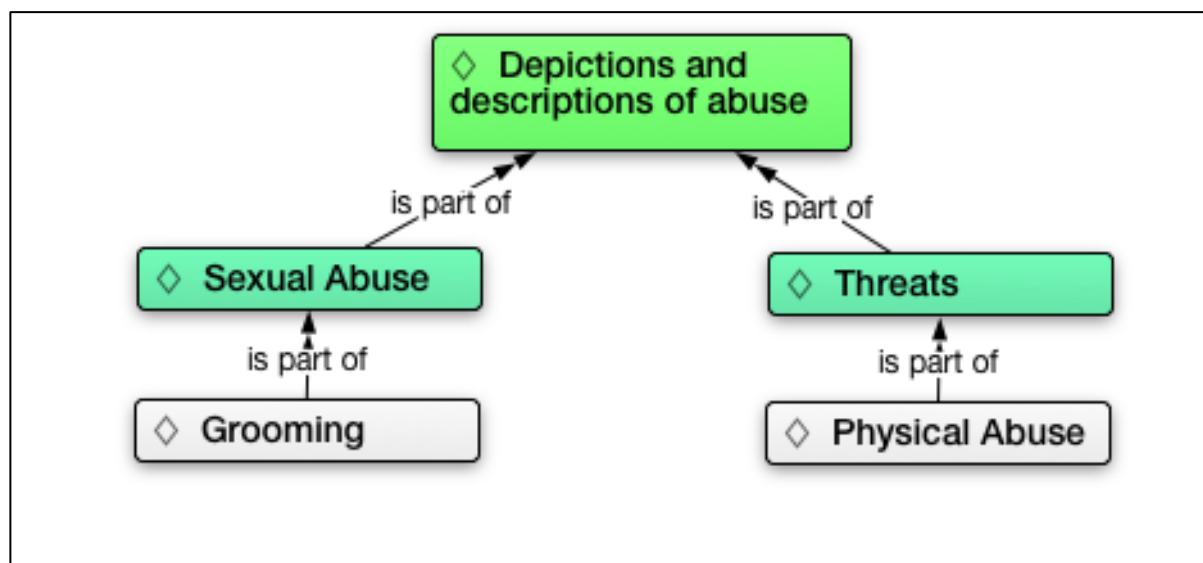 ◇ Depictions and
descriptions of abuse
is part of
is part of
◇ Sexual Abuse
◇ Threats
is part of
is part of
◇ Grooming
◇ Physical Abuse